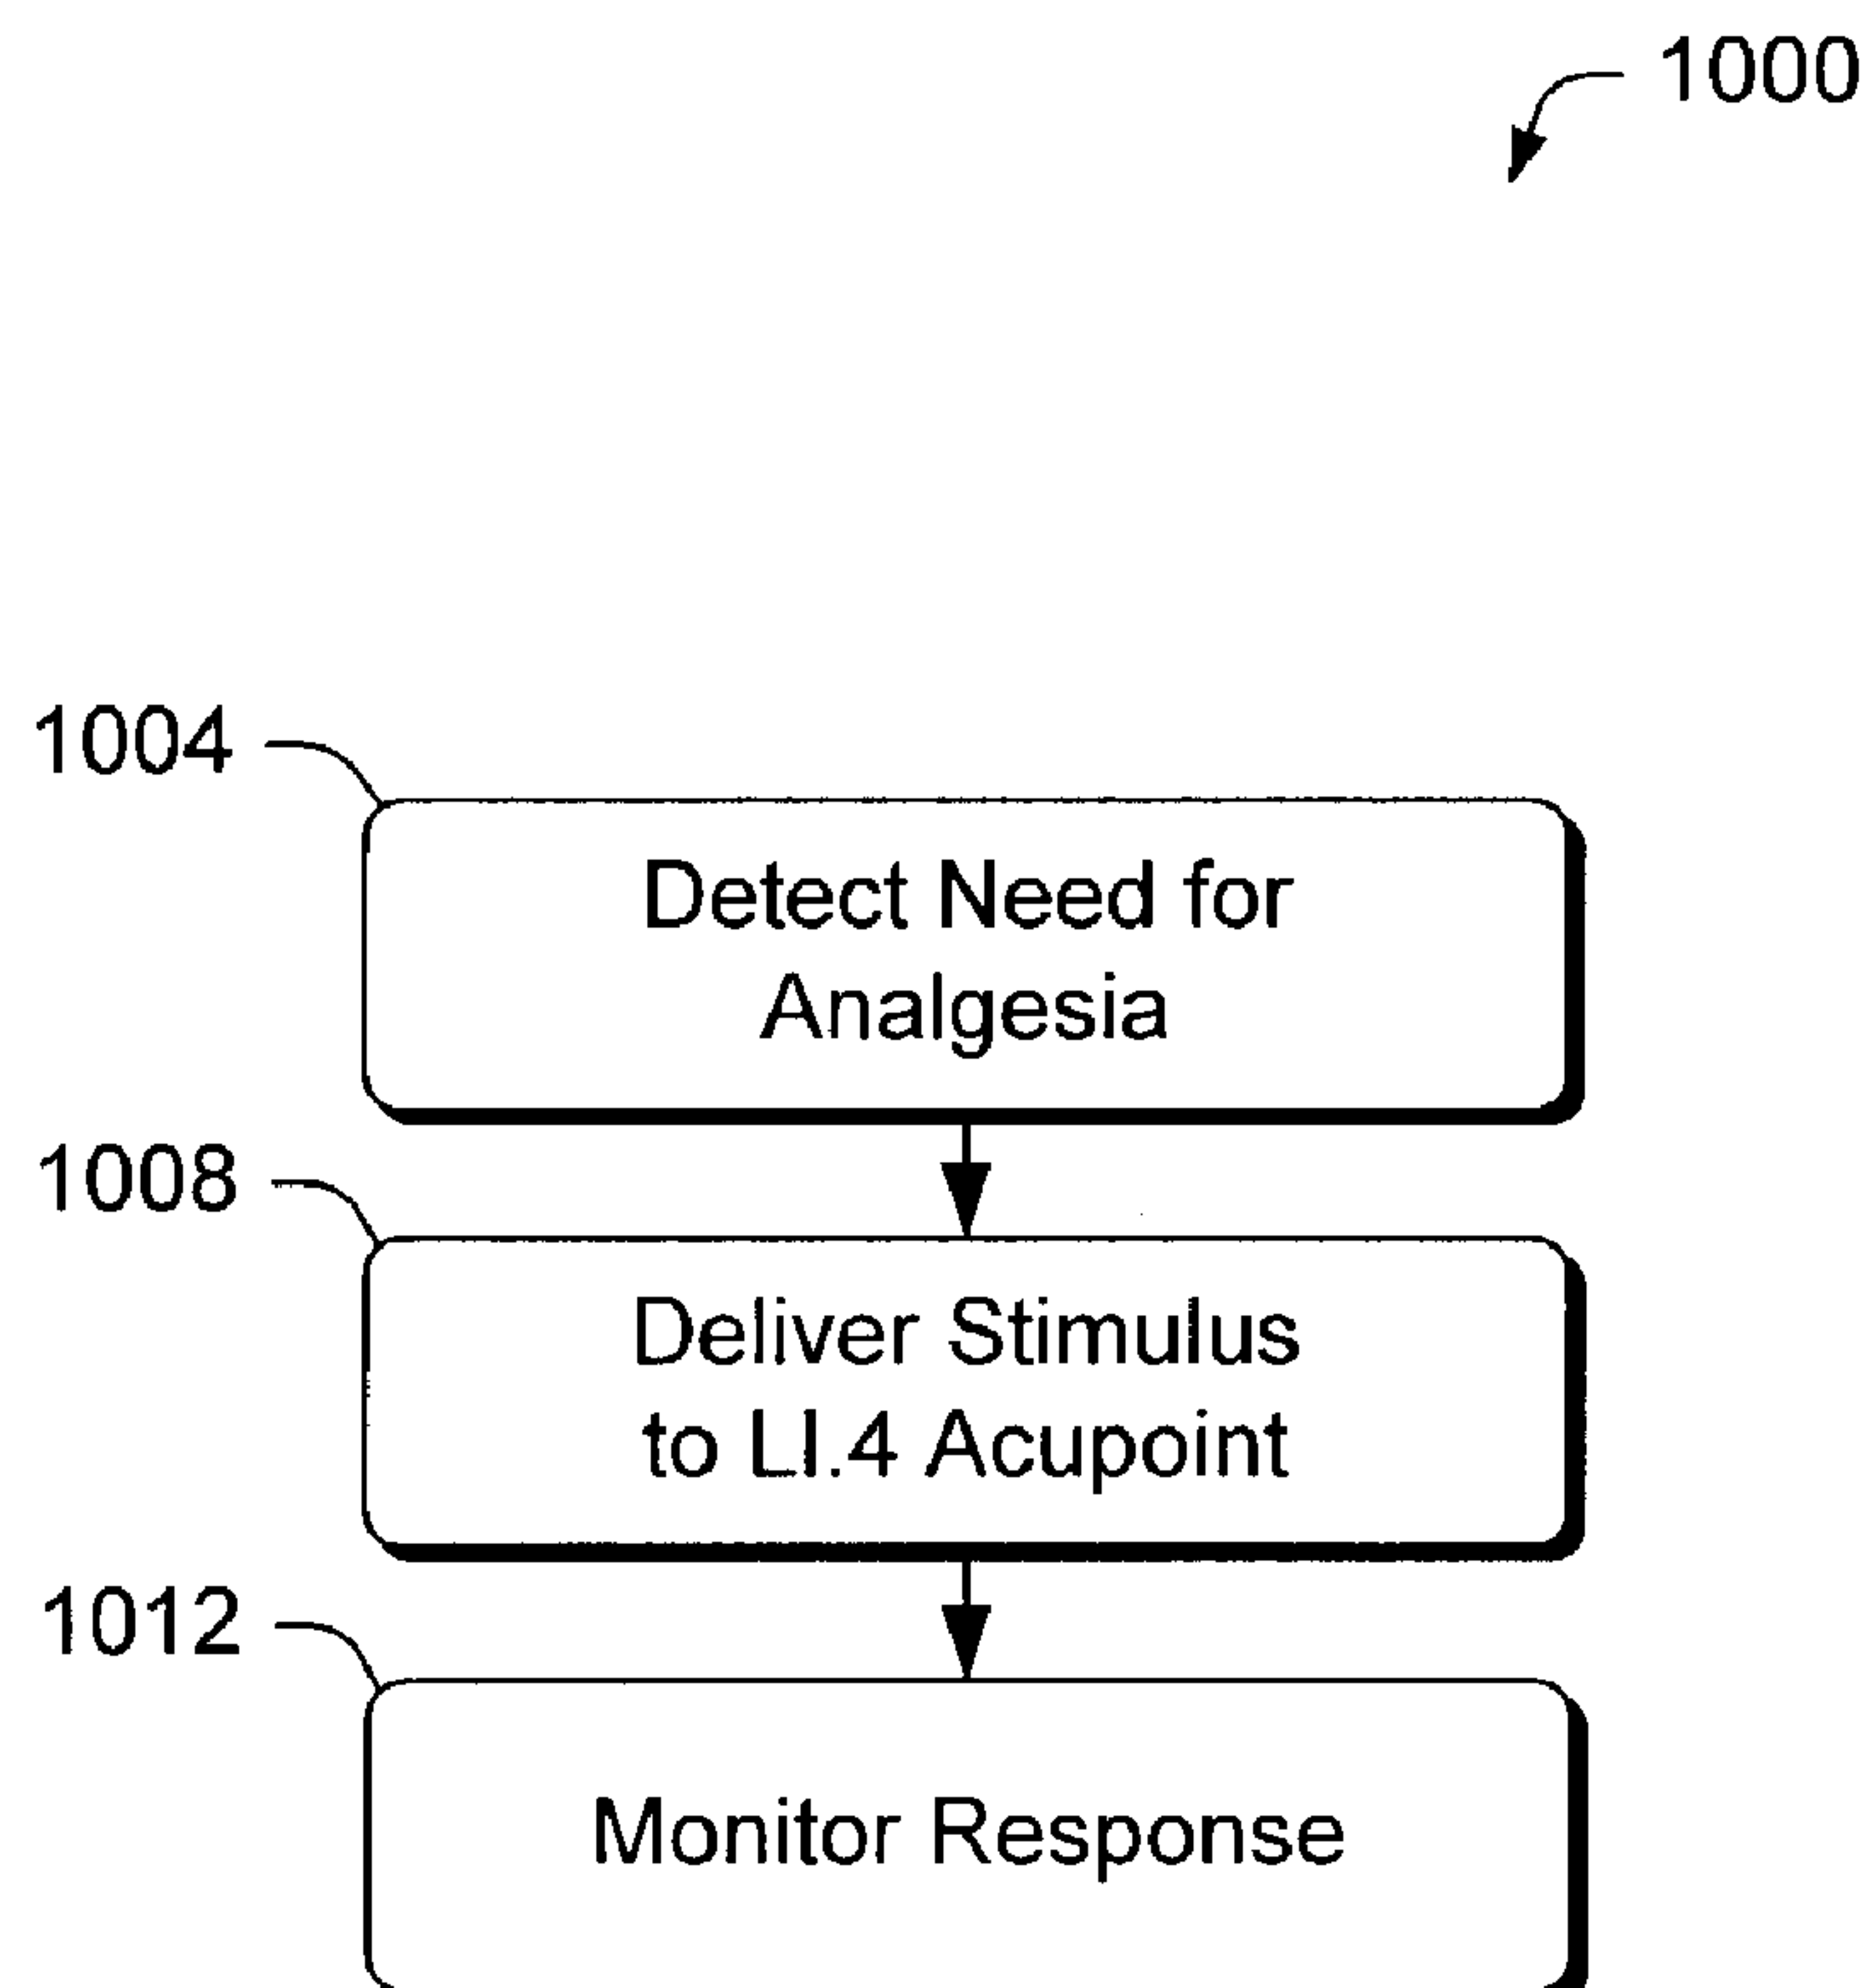 1000
1004
Detect Need for
Analgesia
1008
Deliver Stimulus
to LI.4 Acupoint
1012
Monitor Response